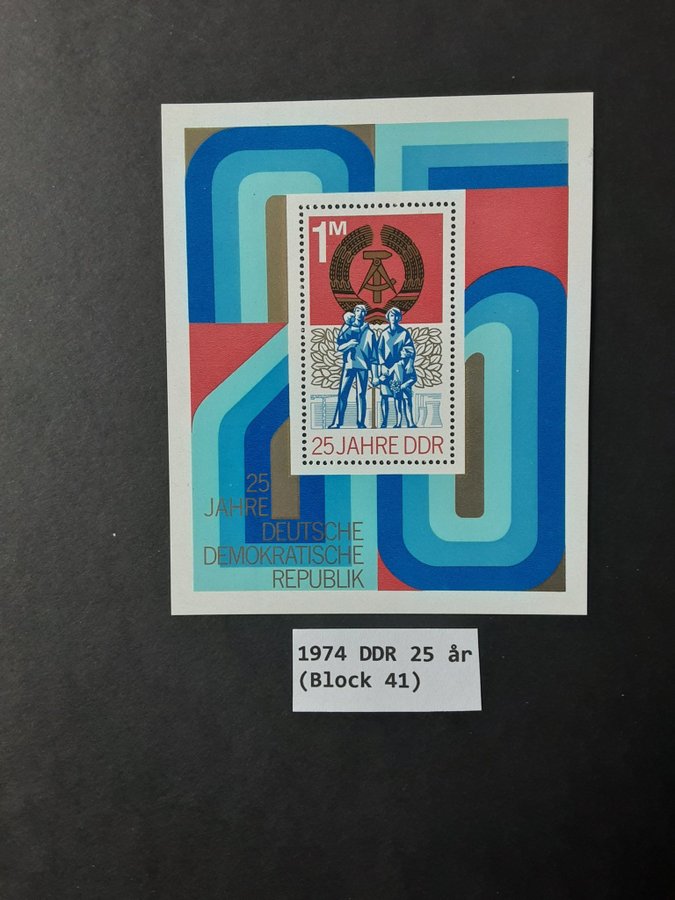 1M
25 JAHRE DDR
25
JAHRE
DEUTSCHE
DEMOKRATISCHE
REPUBLIK
1974 DDR 25 år
(Block 41)